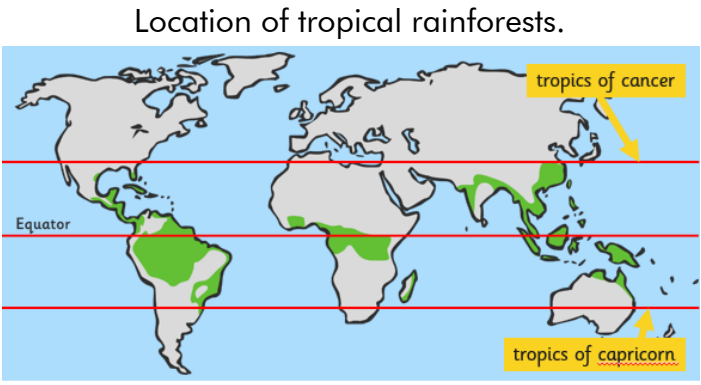 Location of tropical rainforests.
tropics of cancer
Equator
tropics of capricorn